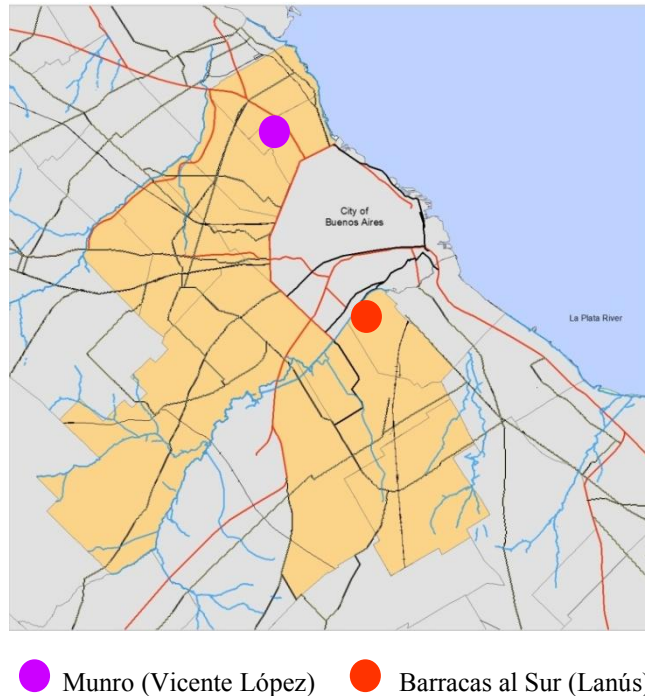 City of
Buenos Aires
La Plata River
Munro (Vicente López)
Barracas al Sur (Lanús)